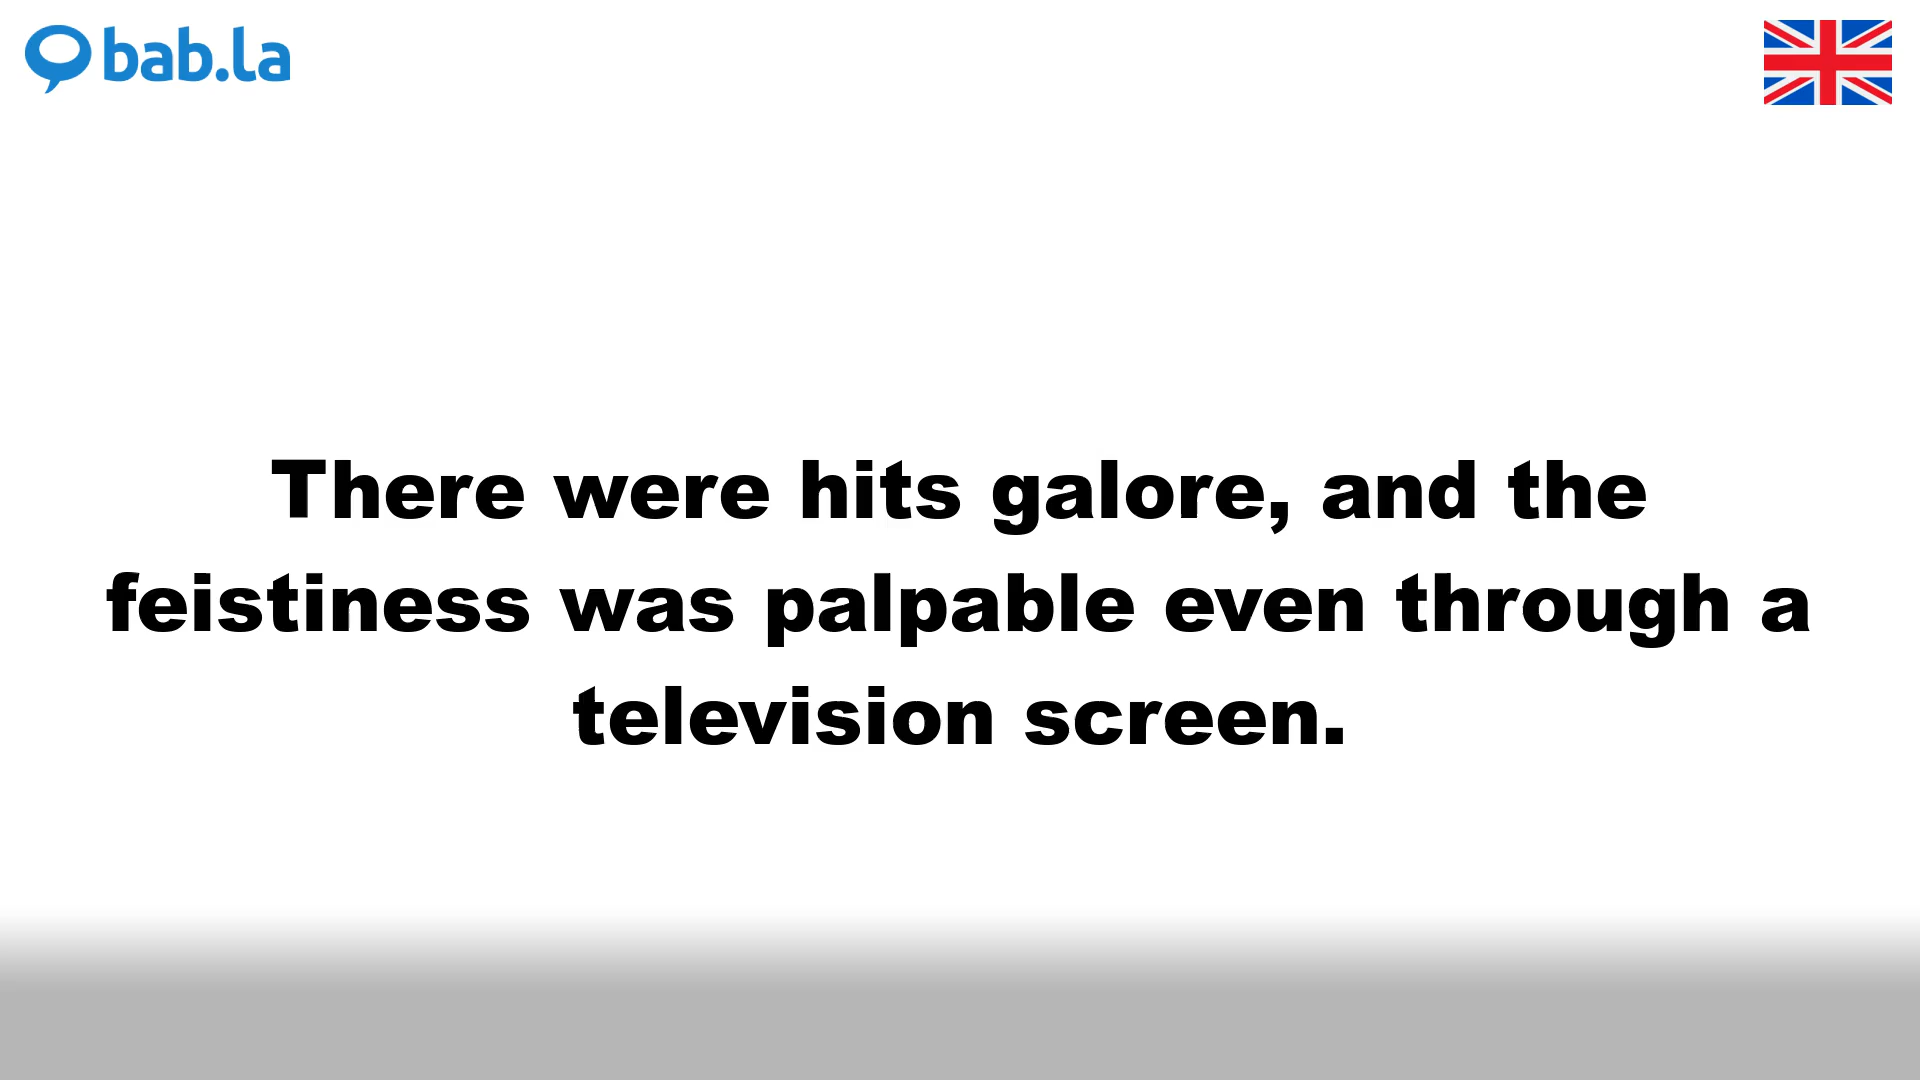 bab.la
There were hits galore, and the
feistiness was palpable even through a
television screen.